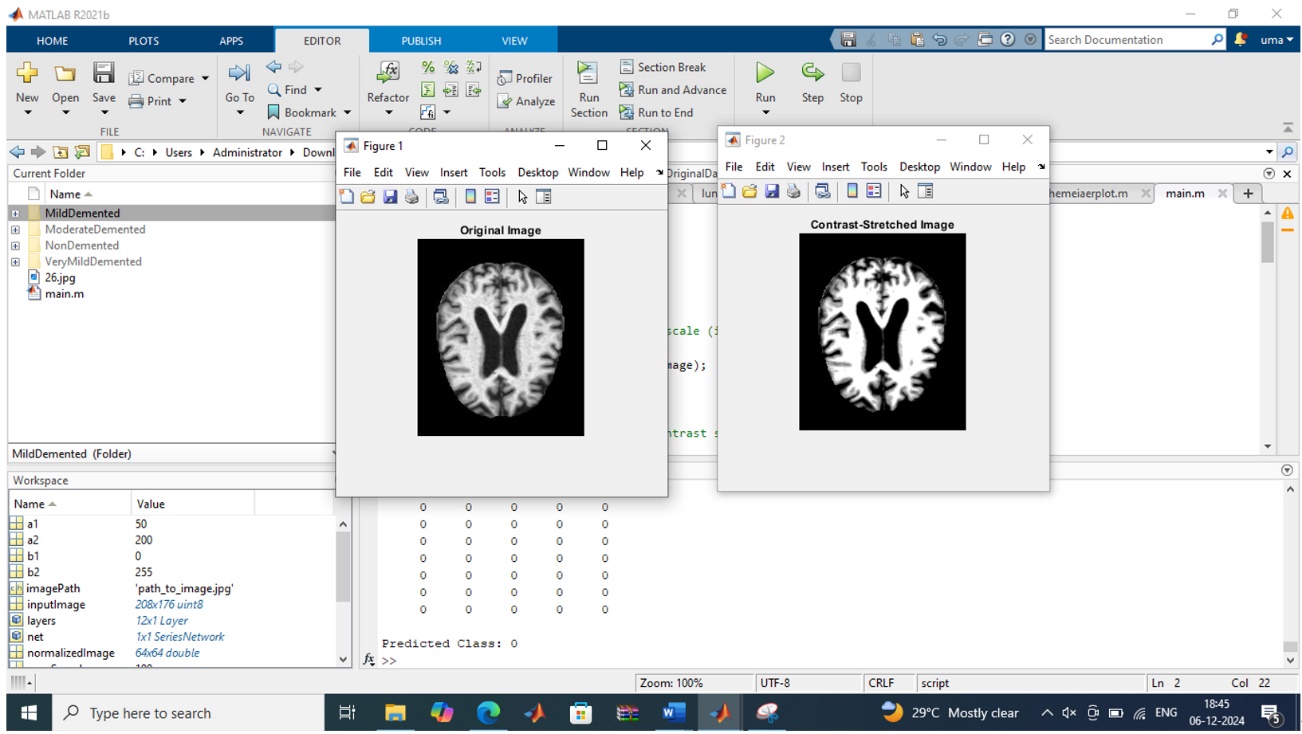 MATLAB R2021b
HOME PLOTS APPS EDITOR PUBLISH VIEW
Search Documentation
uma
New Open Save Compare Print
FILE
Go To Find Bookmark
NAVIGATE
Refactor
CODE
Profiler
Analyze
ANALYZE
Run Section
Section Break
Run and Advance
Run to End
SECTION
Run Step Stop
C: Users Administrator Downl
Current Folder
Name
MildDemented
ModerateDemented
NonDemented
VeryMildDemented
26.jpg
main.m
MildDemented (Folder)
Figure 1
File Edit View Insert Tools Desktop Window Help
Original Image
OriginalDa
lun
Figure 2
File Edit View Insert Tools Desktop Window Help
Contrast-Stretched Image
hemeiaerplot.m main.m
scale (i
mage);
ntrast s
Workspace
Name Value
a1 50
a2 200
b1 0
b2 255
imagePath 'path_to_image.jpg'
inputImage 208x176 uint8
layers 12x1 Layer
net 1x1 SeriesNetwork
normalizedImage 64x64 double
0 0 0 0 0
0 0 0 0 0
0 0 0 0 0
0 0 0 0 0
0 0 0 0 0
0 0 0 0 0
0 0 0 0 0
Predicted Class: 0
fx >>
Zoom: 100% UTF-8 CRLF script Ln 2 Col 22
Type here to search
29°C Mostly clear
ENG
18:45
06-12-2024
5